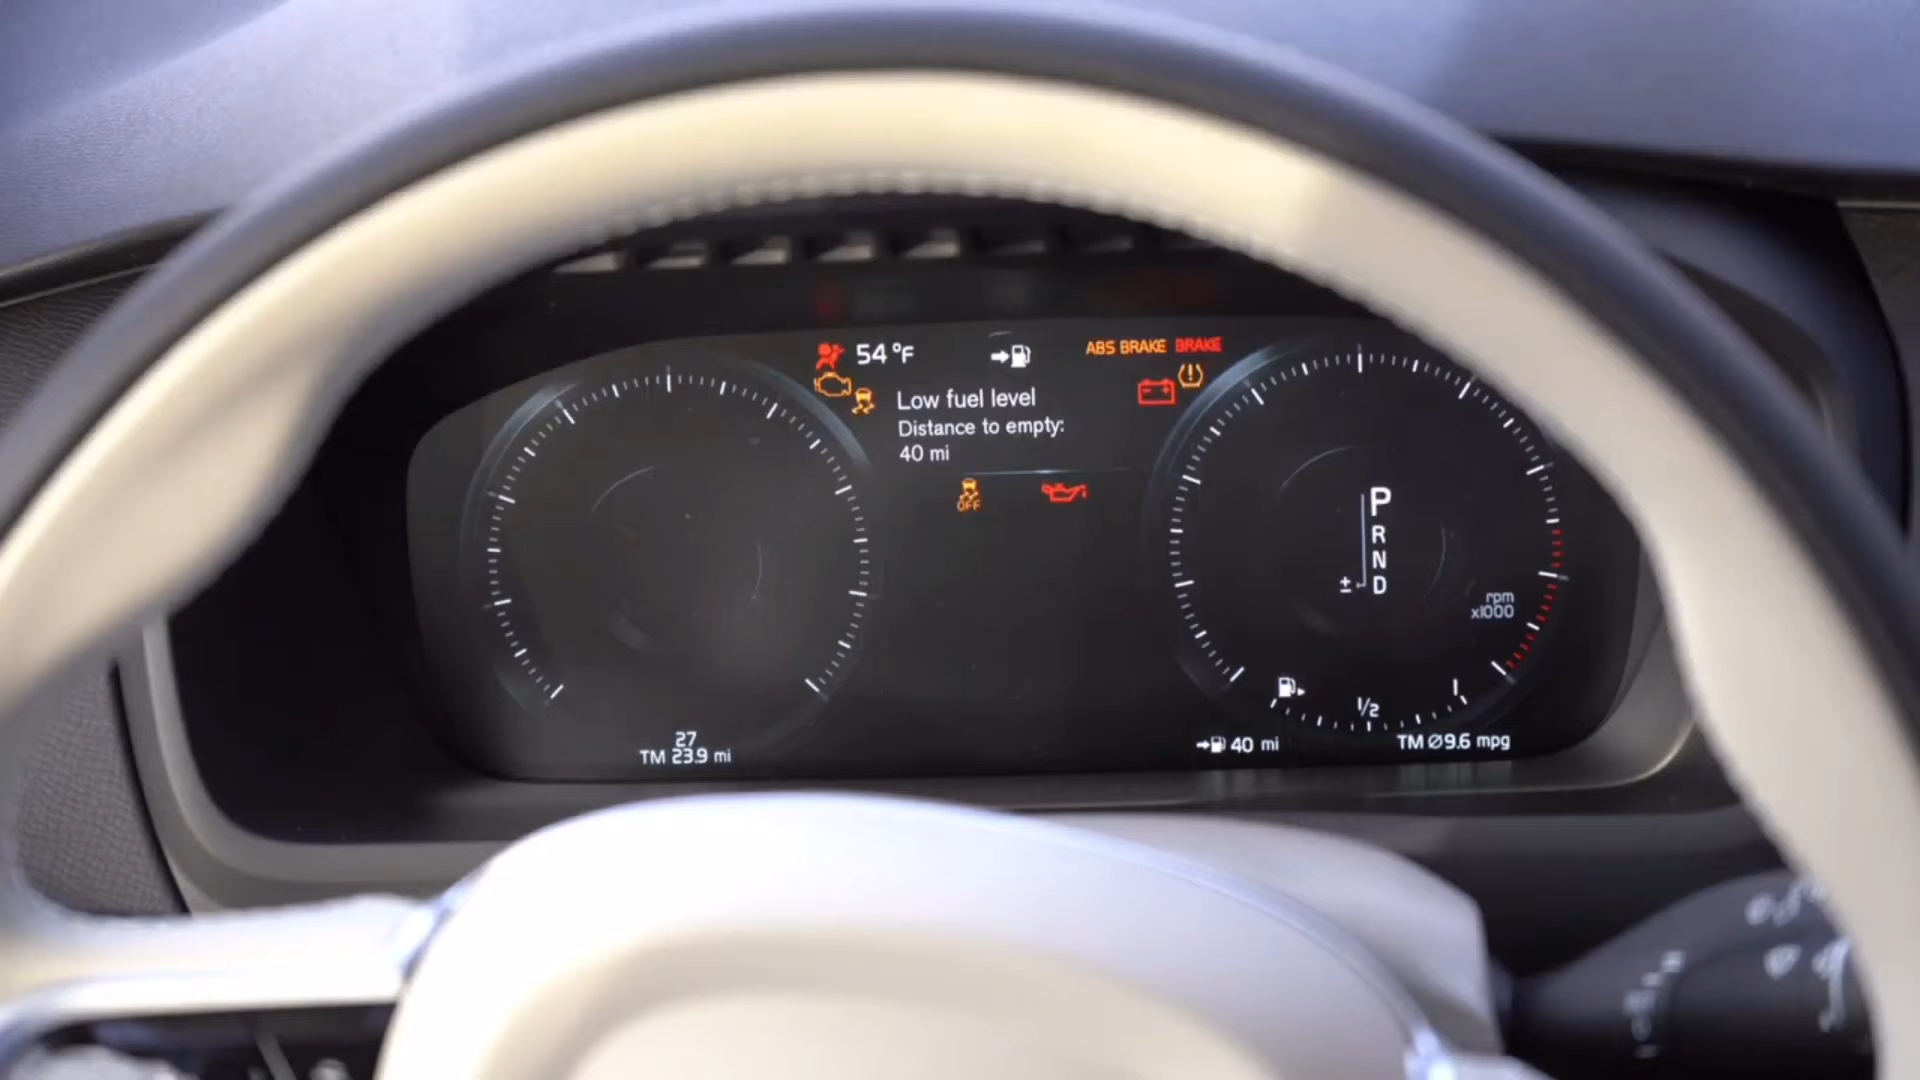 54 °F
ABS BRAKE BRAKE
Low fuel level
Distance to empty:
40 mi
OFF
P
R
N
± D
rpm
x1000
1/2
1
27
TM 23.9 mi
40 mi
TM Ø9.6 mpg